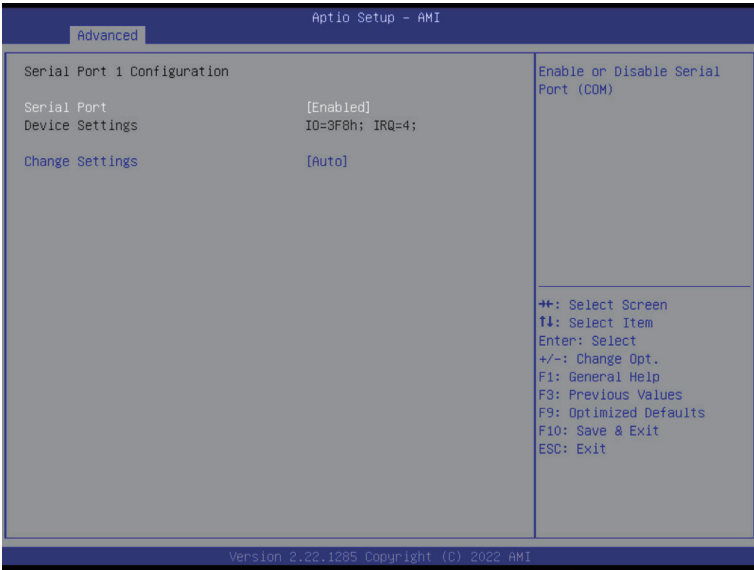 Aptio Setup – AMI
Advanced
Serial Port 1 Configuration
Serial Port [Enabled]
Device Settings IO=3F8h; IRQ=4;
Change Settings [Auto]
Enable or Disable Serial
Port (COM)
→←: Select Screen
↑↓: Select Item
Enter: Select
+/-: Change Opt.
F1: General Help
F3: Previous Values
F9: Optimized Defaults
F10: Save & Exit
ESC: Exit
Version 2.22.1285 Copyright (C) 2022 AMI